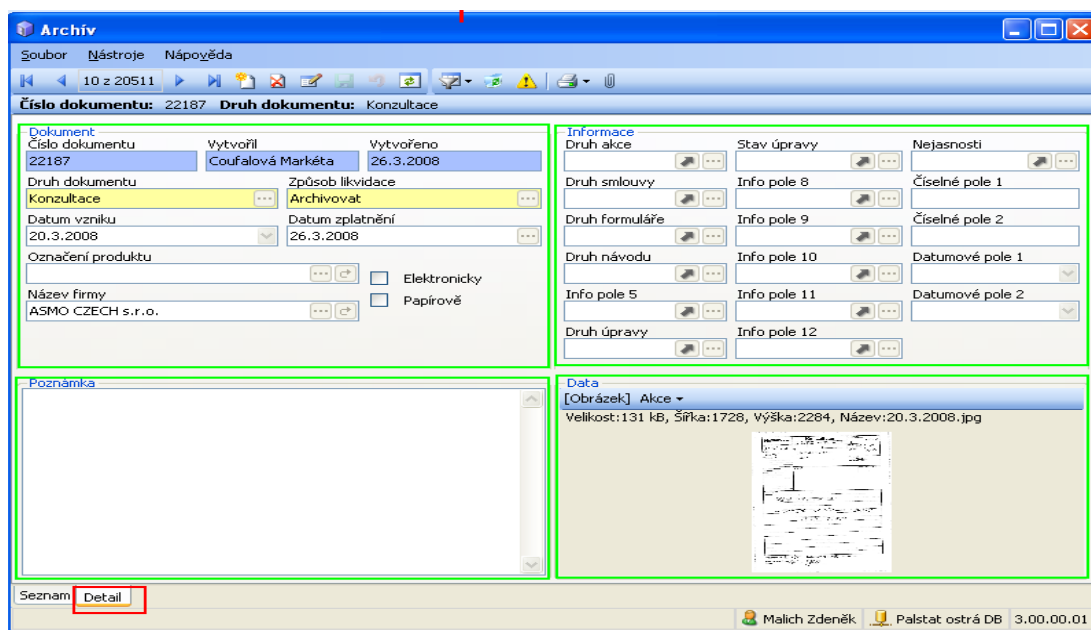 Archív
Soubor Nástroje Nápověda
10 z 20511
Číslo dokumentu: 22187 Druh dokumentu: Konzultace
Dokument
Číslo dokumentu Vytvořil Vytvořeno
22187 Coufalová Markéta 26.3.2008
Druh dokumentu Způsob likvidace
Konzultace Archivovat
Datum vzniku Datum zplatnění
20.3.2008 26.3.2008
Označení produktu
Elektronicky
Název firmy
Papírově
ASMO CZECH s.r.o.
Informace
Druh akce Stav úpravy Nejasnosti
Druh smlouvy Info pole 8 Číselné pole 1
Druh formuláře Info pole 9 Číselné pole 2
Druh návodu Info pole 10 Datumové pole 1
Info pole 5 Info pole 11 Datumové pole 2
Druh úpravy Info pole 12
Poznámka
Data
[Obrázek] Akce
Velikost:131 kB, Šířka:1728, Výška:2284, Název:20.3.2008.jpg
Seznam Detail
Malich Zdeněk Palstat ostrá DB 3.00.00.01